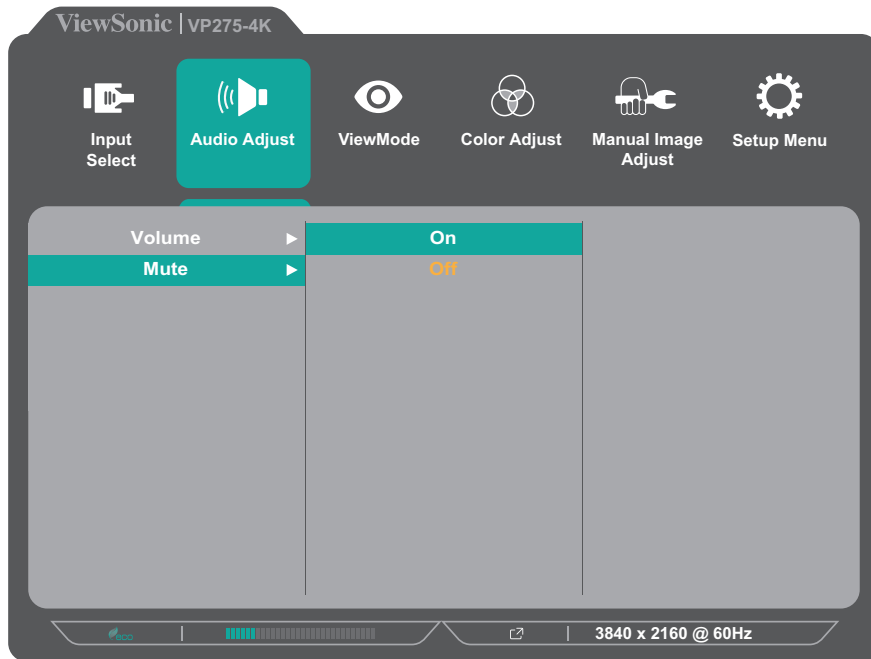 ViewSonic | VP275-4K
Input
Select
Audio Adjust
ViewMode
Color Adjust
Manual Image
Adjust
Setup Menu
Volume
On
Mute
Off
eco
3840 x 2160 @ 60Hz